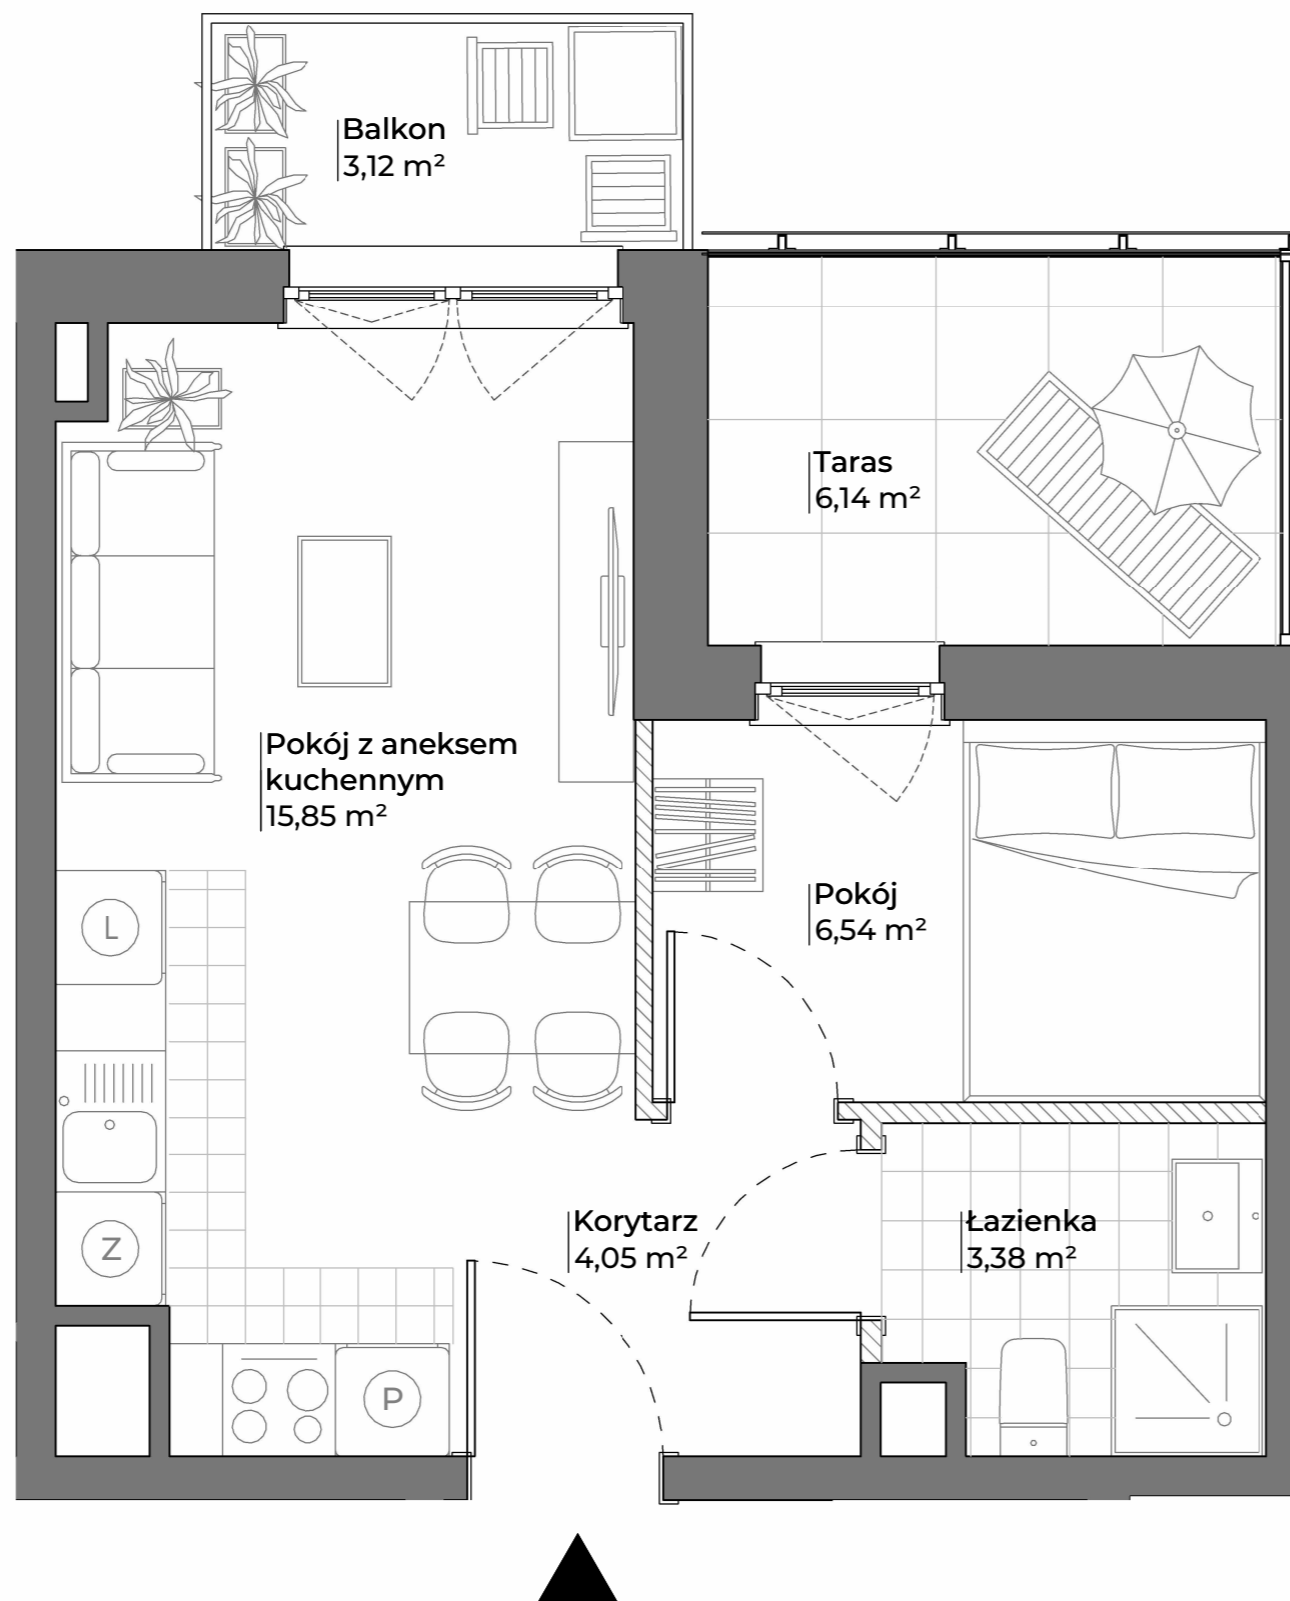 Balkon
3,12 m²
Taras
6,14 m²
Pokój z aneksem
kuchennym
15,85 m²
Pokój
6,54 m²
L
Z
Korytarz
4,05 m²
Łazienka
3,38 m²
P